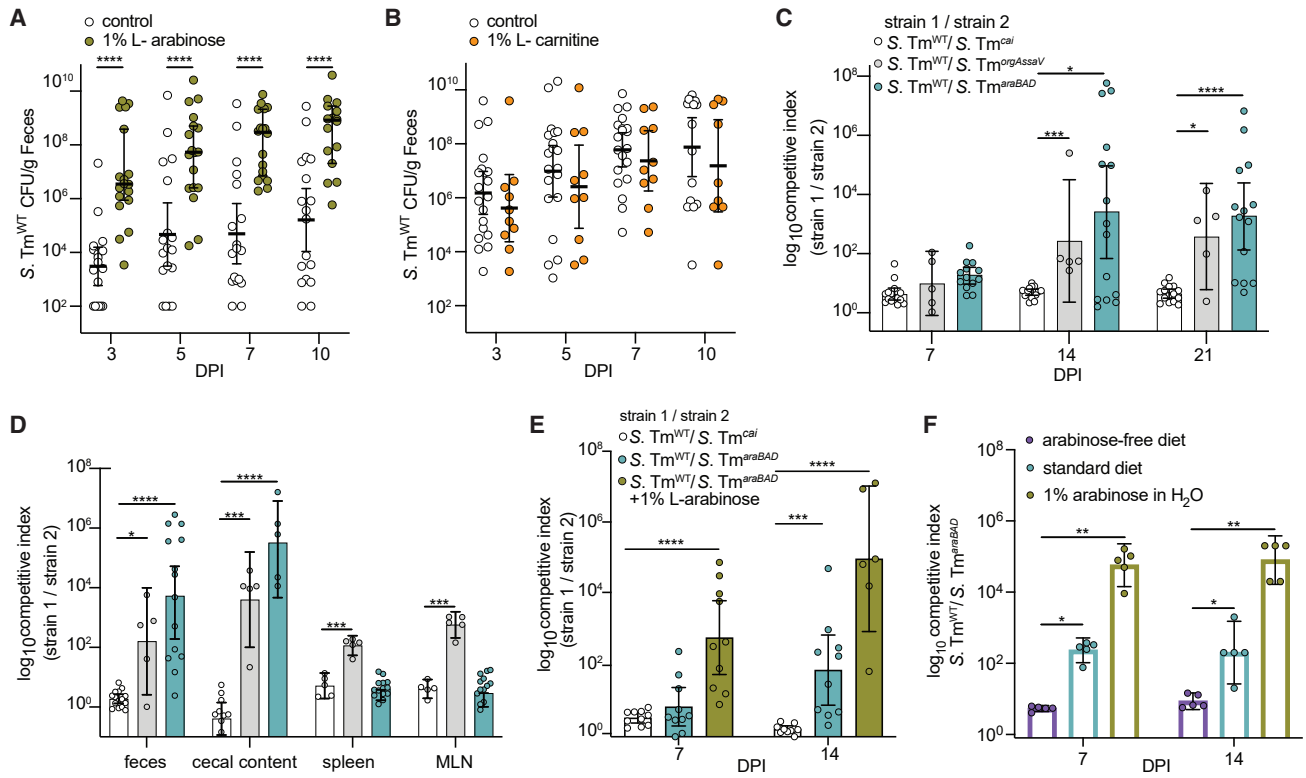 A
control
1% L- arabinose
**** **** **** ****
S. Tm^WT CFU/g Feces
10^10
10^8
10^6
10^4
10^2
3 5 7 10
DPI
B
control
1% L- carnitine
S. Tm^WT CFU/g Feces
10^10
10^8
10^6
10^4
10^2
3 5 7 10
DPI
C
strain 1 / strain 2
S. Tm^WT/ S. Tm^cai
S. Tm^WT/ S. Tm^orgAssaV
S. Tm^WT/ S. Tm^araBAD
log10 competitive index
(strain 1 / strain 2)
10^8
10^6
10^4
10^2
10^0
*
***
****
*
7 14 21
DPI
D
log10 competitive index
(strain 1 / strain 2)
10^8
10^6
10^4
10^2
10^0
****
*
****
***
***
***
feces cecal content spleen MLN
E
strain 1 / strain 2
S. Tm^WT/ S. Tm^cai
S. Tm^WT/ S. Tm^araBAD
S. Tm^WT/ S. Tm^araBAD
+1% L-arabinose
log10 competitive index
(strain 1 / strain 2)
10^8
10^6
10^4
10^2
10^0
****
****
***
7 14
DPI
F
arabinose-free diet
standard diet
1% arabinose in H2O
log10 competitive index
S. Tm^WT/ S. Tm^araBAD
10^8
10^6
10^4
10^2
10^0
**
*
**
*
7 14
DPI